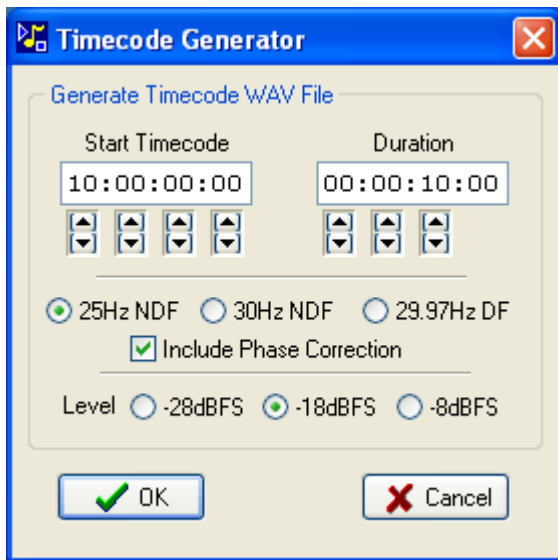 Timecode Generator
Generate Timecode WAV File
Start Timecode Duration
10:00:00:00 00:00:10:00
25Hz NDF 30Hz NDF 29.97Hz DF
Include Phase Correction
Level -28dBFS -18dBFS -8dBFS
OK Cancel